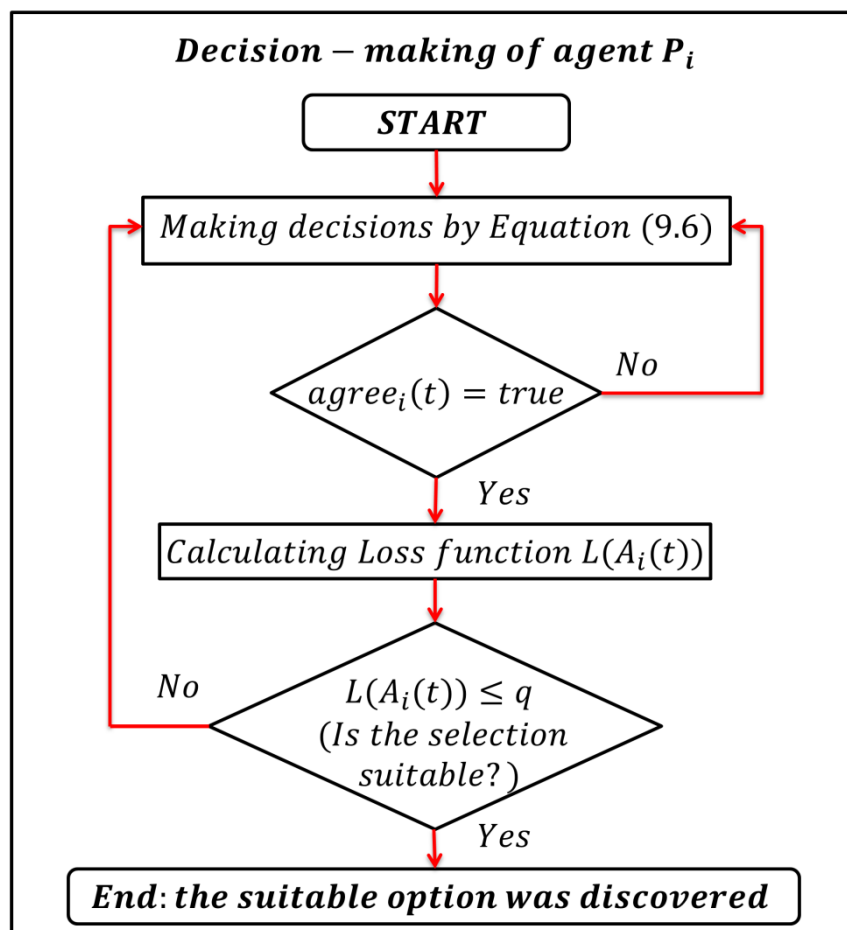 Decision − making of agent Pᵢ
START
Making decisions by Equation (9.6)
No
agreeᵢ(t) = true
Yes
Calculating Loss function L(Aᵢ(t))
No
L(Aᵢ(t)) ≤ q
(Is the selection
suitable?)
Yes
End: the suitable option was discovered